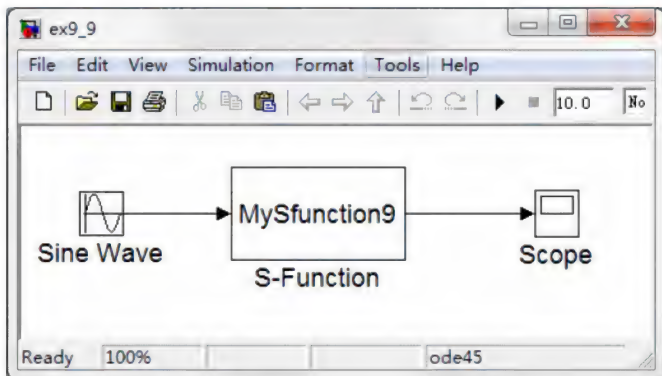 ex9_9
File Edit View Simulation Format Tools Help
10.0 No
MySfunction9
Sine Wave
S-Function
Scope
Ready 100% ode45